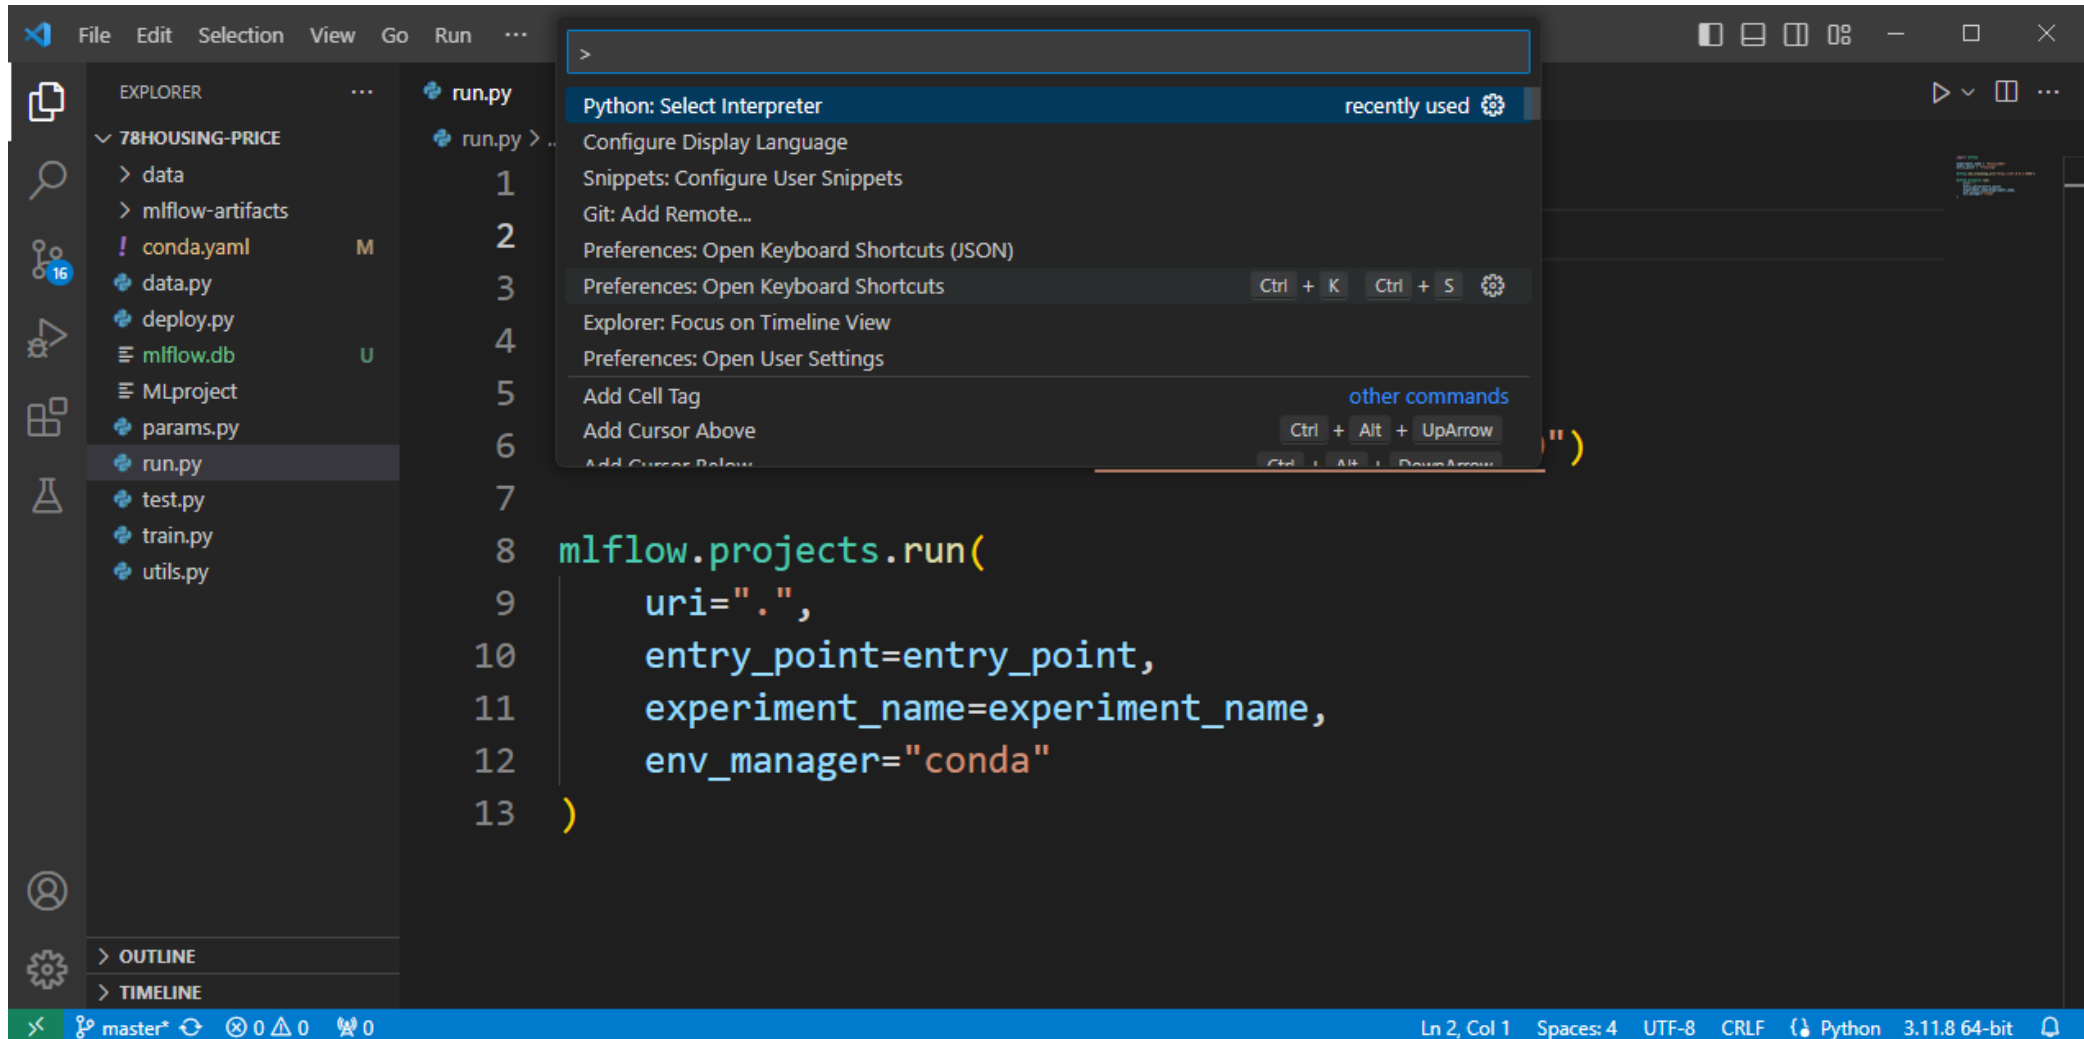 File Edit Selection View Go Run ...
>
EXPLORER ...
78HOUSING-PRICE
data
mlflow-artifacts
! conda.yaml M
data.py
deploy.py
mlflow.db U
MLproject
params.py
run.py
test.py
train.py
utils.py
OUTLINE
TIMELINE
16
run.py
run.py > ..
Python: Select Interpreter recently used
Configure Display Language
Snippets: Configure User Snippets
Git: Add Remote...
Preferences: Open Keyboard Shortcuts (JSON)
Preferences: Open Keyboard Shortcuts Ctrl + K Ctrl + S
Explorer: Focus on Timeline View
Preferences: Open User Settings
Add Cell Tag other commands
Add Cursor Above Ctrl + Alt + UpArrow
Add Cursor Below Ctrl + Alt + DownArrow
1
2
3
4
5
6 ")
7
8 mlflow.projects.run(
9 uri=".",
10 entry_point=entry_point,
11 experiment_name=experiment_name,
12 env_manager="conda"
13 )
master* 0 0 0 Ln 2, Col 1 Spaces: 4 UTF-8 CRLF Python 3.11.8 64-bit